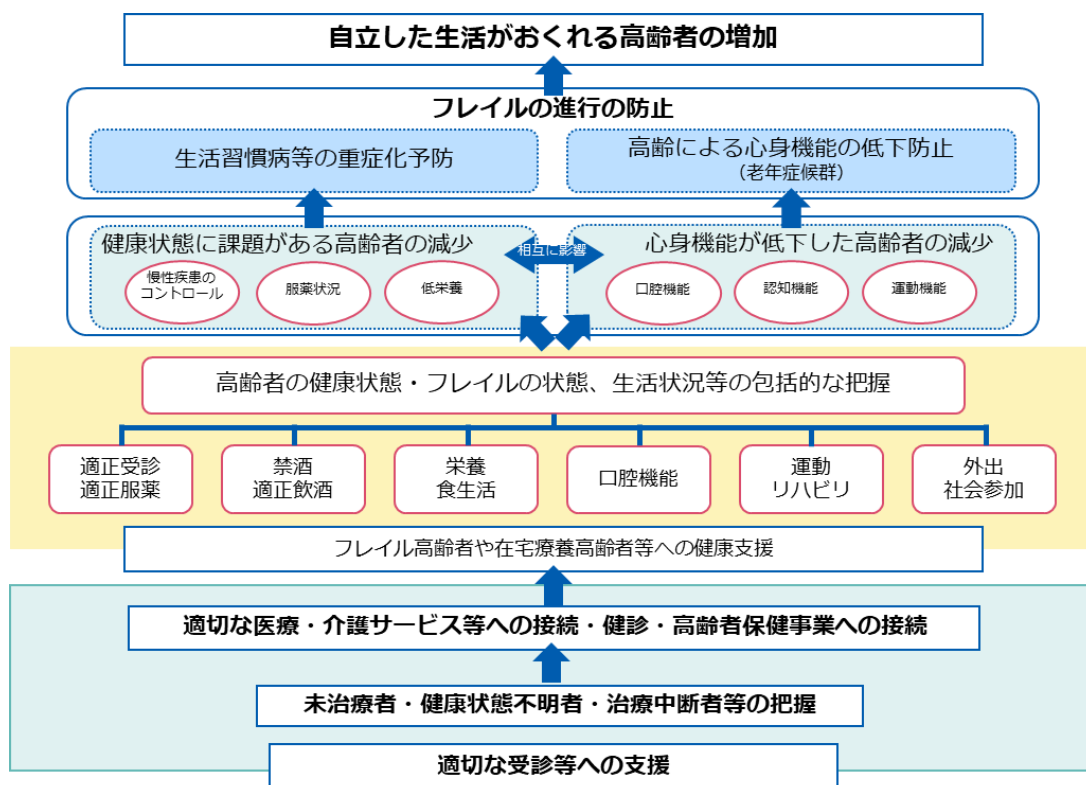 自立した生活がおくれる高齢者の増加
フレイルの進行の防止
生活習慣病等の重症化予防
高齢による心身機能の低下防止
（老年症候群）
健康状態に課題がある高齢者の減少
相互に影響
心身機能が低下した高齢者の減少
慢性疾患の
コントロール
服薬状況
低栄養
口腔機能
認知機能
運動機能
高齢者の健康状態・フレイルの状態、生活状況等の包括的な把握
適正受診
適正服薬
禁酒
適正飲酒
栄養
食生活
口腔機能
運動
リハビリ
外出
社会参加
フレイル高齢者や在宅療養高齢者等への健康支援
適切な医療・介護サービス等への接続・健診・高齢者保健事業への接続
未治療者・健康状態不明者・治療中断者等の把握
適切な受診等への支援